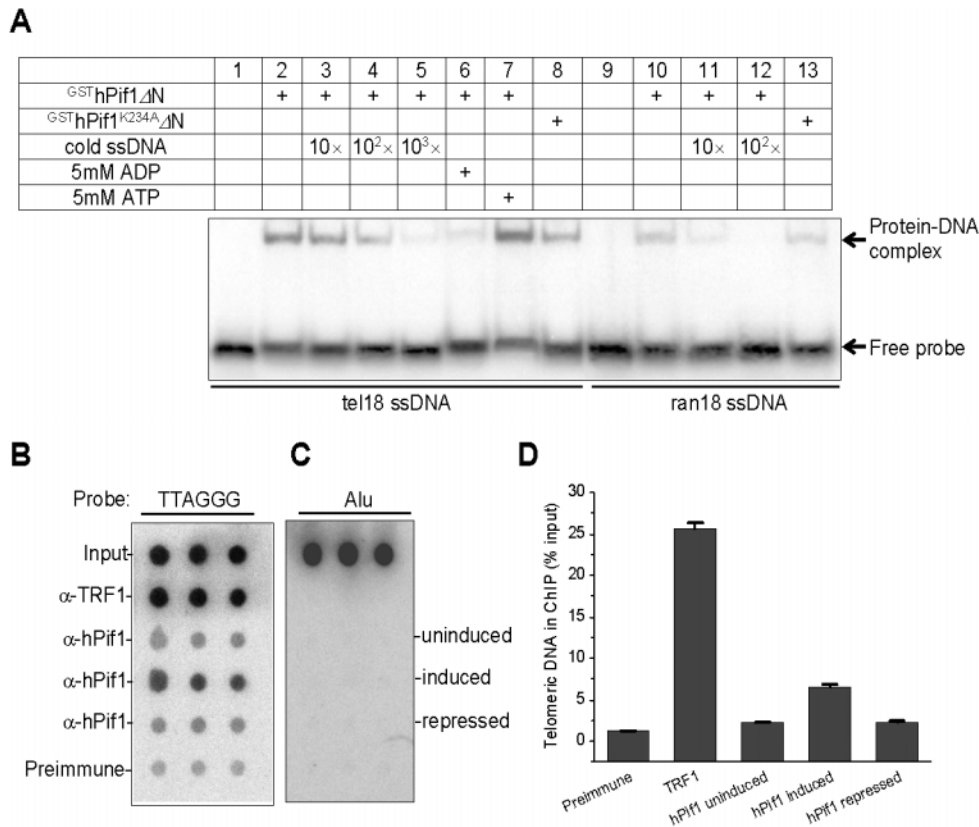 A
1 2 3 4 5 6 7 8 9 10 11 12 13
GSThPif1ΔN + + + + + + + + +
GSThPif1K234AΔN + +
cold ssDNA 10× 10²× 10³× 10× 10²×
5mM ADP +
5mM ATP +
Protein-DNA
complex
Free probe
tel18 ssDNA ran18 ssDNA
B C D
Probe: TTAGGG Alu
Input
α-TRF1
α-hPif1 uninduced
α-hPif1 induced
α-hPif1 repressed
Preimmune
Telomeric DNA in ChIP (% input)
30
25
20
15
10
5
0
Preimmune TRF1 hPif1 uninduced hPif1 induced hPif1 repressed